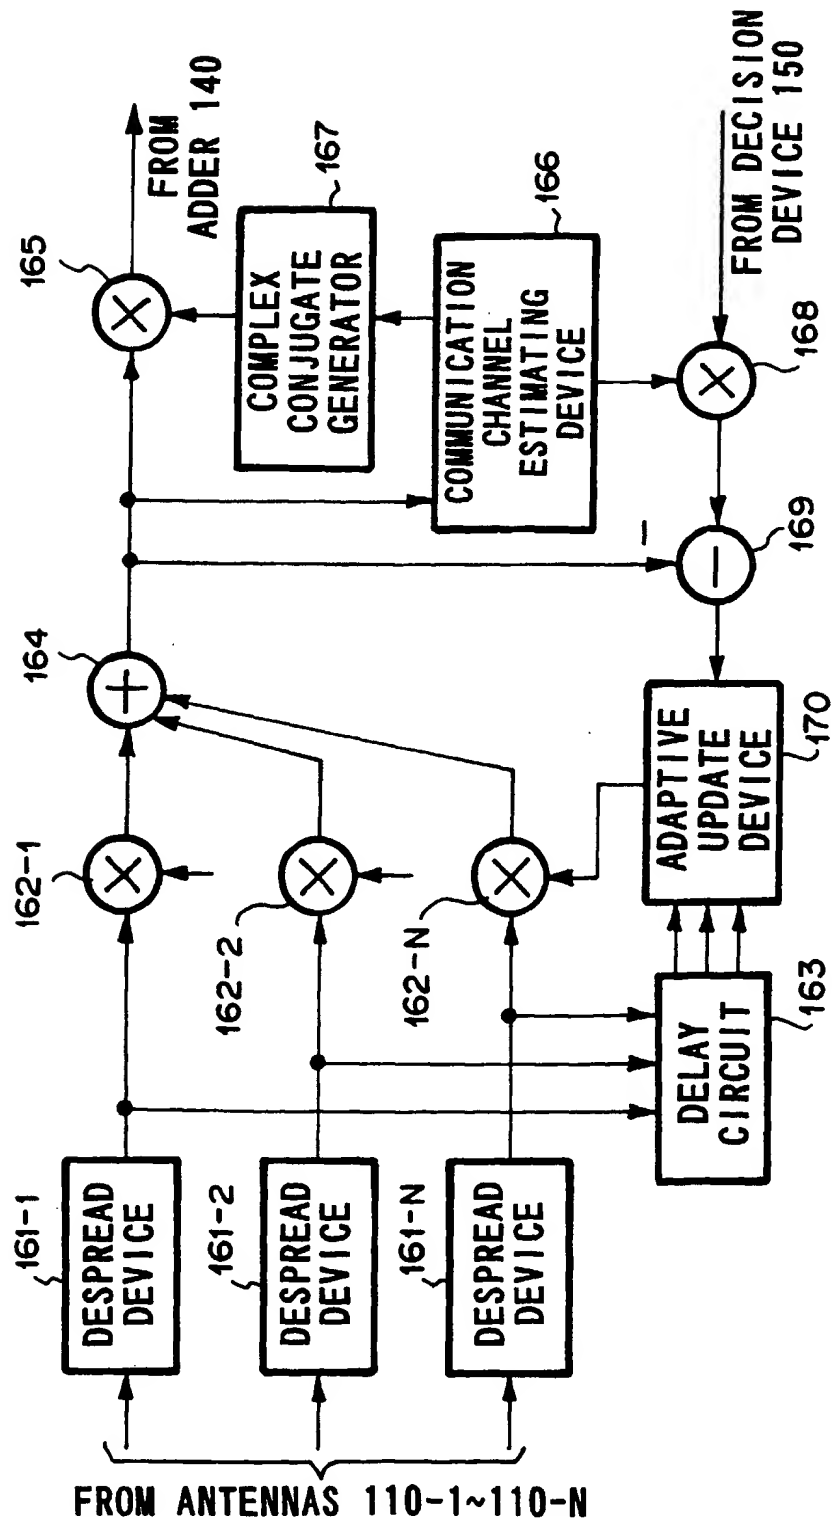 FROM ANTENNAS 110-1~110-N
161-1
DESPREAD
DEVICE
161-2
DESPREAD
DEVICE
161-N
DESPREAD
DEVICE
162-1
162-2
162-N
DELAY
CIRCUIT
163
164
165
FROM
ADDER 140
COMPLEX
CONJUGATE
GENERATOR
167
COMMUNICATION
CHANNEL
ESTIMATING
DEVICE
166
FROM DECISION
DEVICE 150
168
169
ADAPTIVE
UPDATE
DEVICE
170